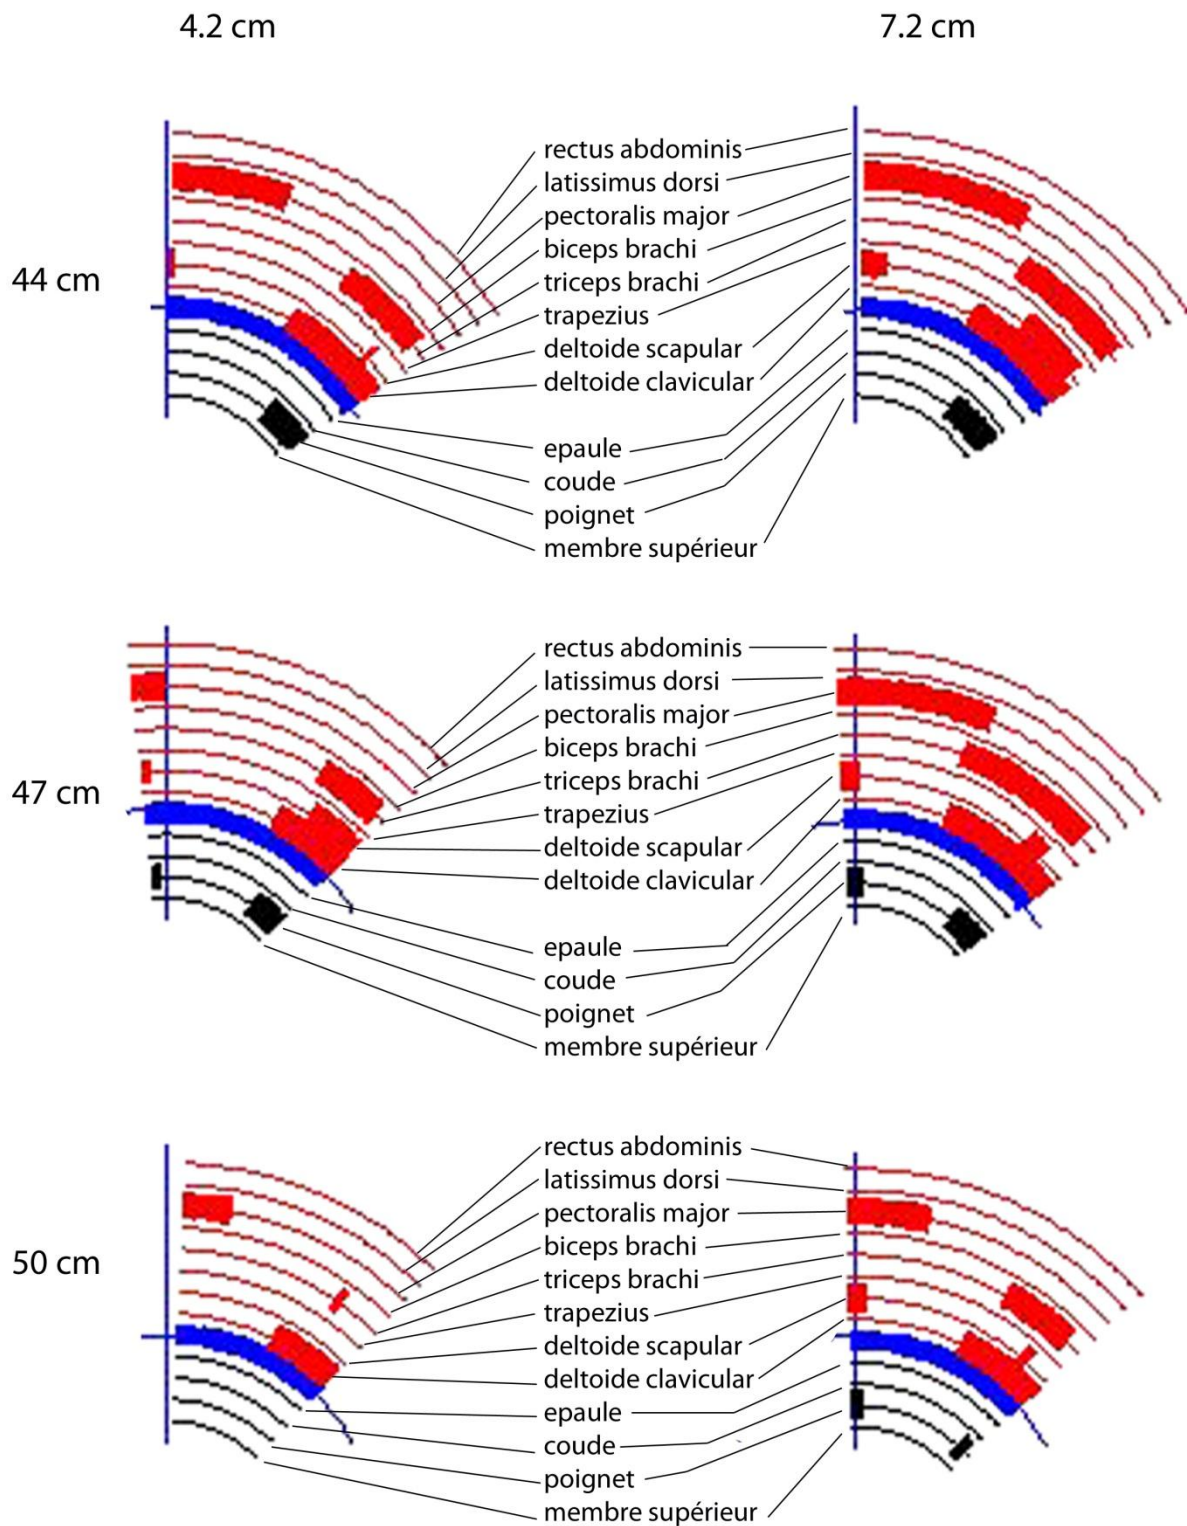 4.2 cm
7.2 cm
44 cm
rectus abdominis
latissimus dorsi
pectoralis major
biceps brachi
triceps brachi
trapezius
deltoide scapular
deltoide clavicular
epaule
coude
poignet
membre supérieur
47 cm
rectus abdominis
latissimus dorsi
pectoralis major
biceps brachi
triceps brachi
trapezius
deltoide scapular
deltoide clavicular
epaule
coude
poignet
membre supérieur
50 cm
rectus abdominis
latissimus dorsi
pectoralis major
biceps brachi
triceps brachi
trapezius
deltoide scapular
deltoide clavicular
epaule
coude
poignet
membre supérieur